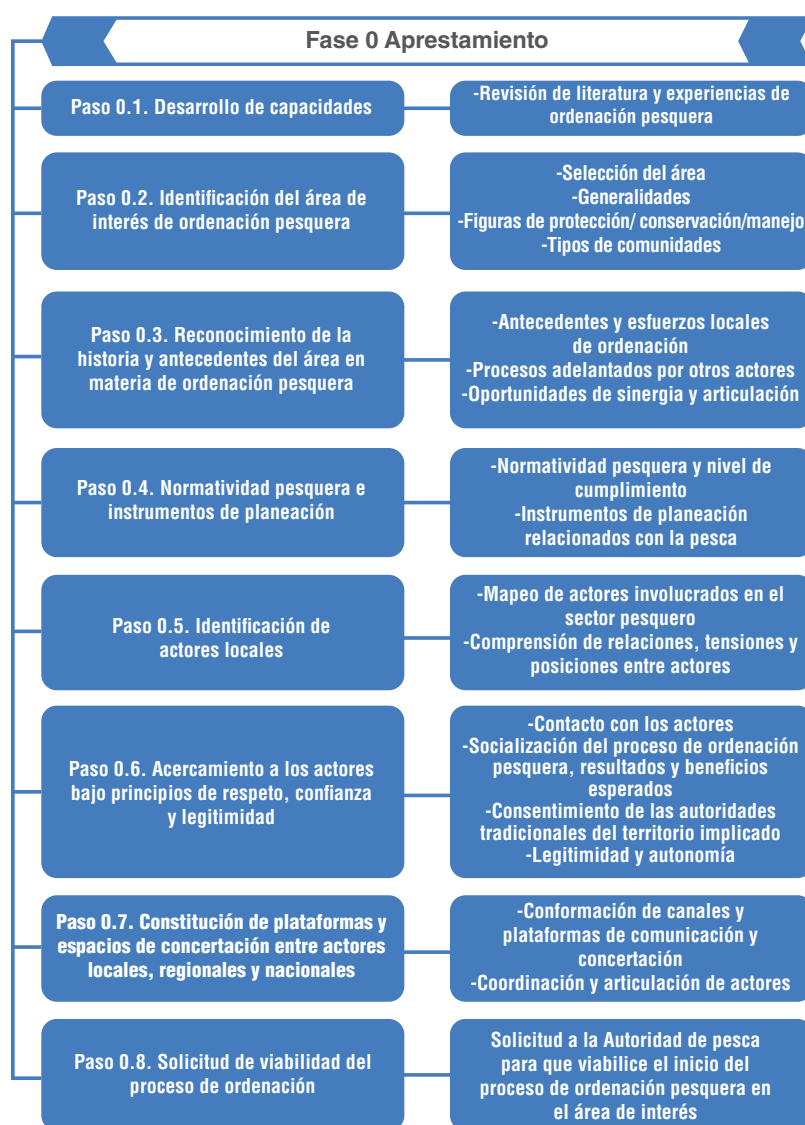 Fase 0 Aprestamiento
Paso 0.1. Desarrollo de capacidades
-Revisión de literatura y experiencias de
ordenación pesquera
Paso 0.2. Identificación del área de
interés de ordenación pesquera
-Selección del área
-Generalidades
-Figuras de protección/ conservación/manejo
-Tipos de comunidades
Paso 0.3. Reconocimiento de la
historia y antecedentes del área en
materia de ordenación pesquera
-Antecedentes y esfuerzos locales
de ordenación
-Procesos adelantados por otros actores
-Oportunidades de sinergia y articulación
Paso 0.4. Normatividad pesquera e
instrumentos de planeación
-Normatividad pesquera y nivel de
cumplimiento
-Instrumentos de planeación
relacionados con la pesca
Paso 0.5. Identificación de
actores locales
-Mapeo de actores involucrados en el
sector pesquero
-Comprensión de relaciones, tensiones y
posiciones entre actores
Paso 0.6. Acercamiento a los actores
bajo principios de respeto, confianza
y legitimidad
-Contacto con los actores
-Socialización del proceso de ordenación
pesquera, resultados y beneficios
esperados
-Consentimiento de las autoridades
tradicionales del territorio implicado
-Legitimidad y autonomía
Paso 0.7. Constitución de plataformas y
espacios de concertación entre actores
locales, regionales y nacionales
-Conformación de canales y
plataformas de comunicación y
concertación
-Coordinación y articulación de actores
Paso 0.8. Solicitud de viabilidad del
proceso de ordenación
Solicitud a la Autoridad de pesca
para que viabilice el inicio del
proceso de ordenación pesquera en
el área de interés